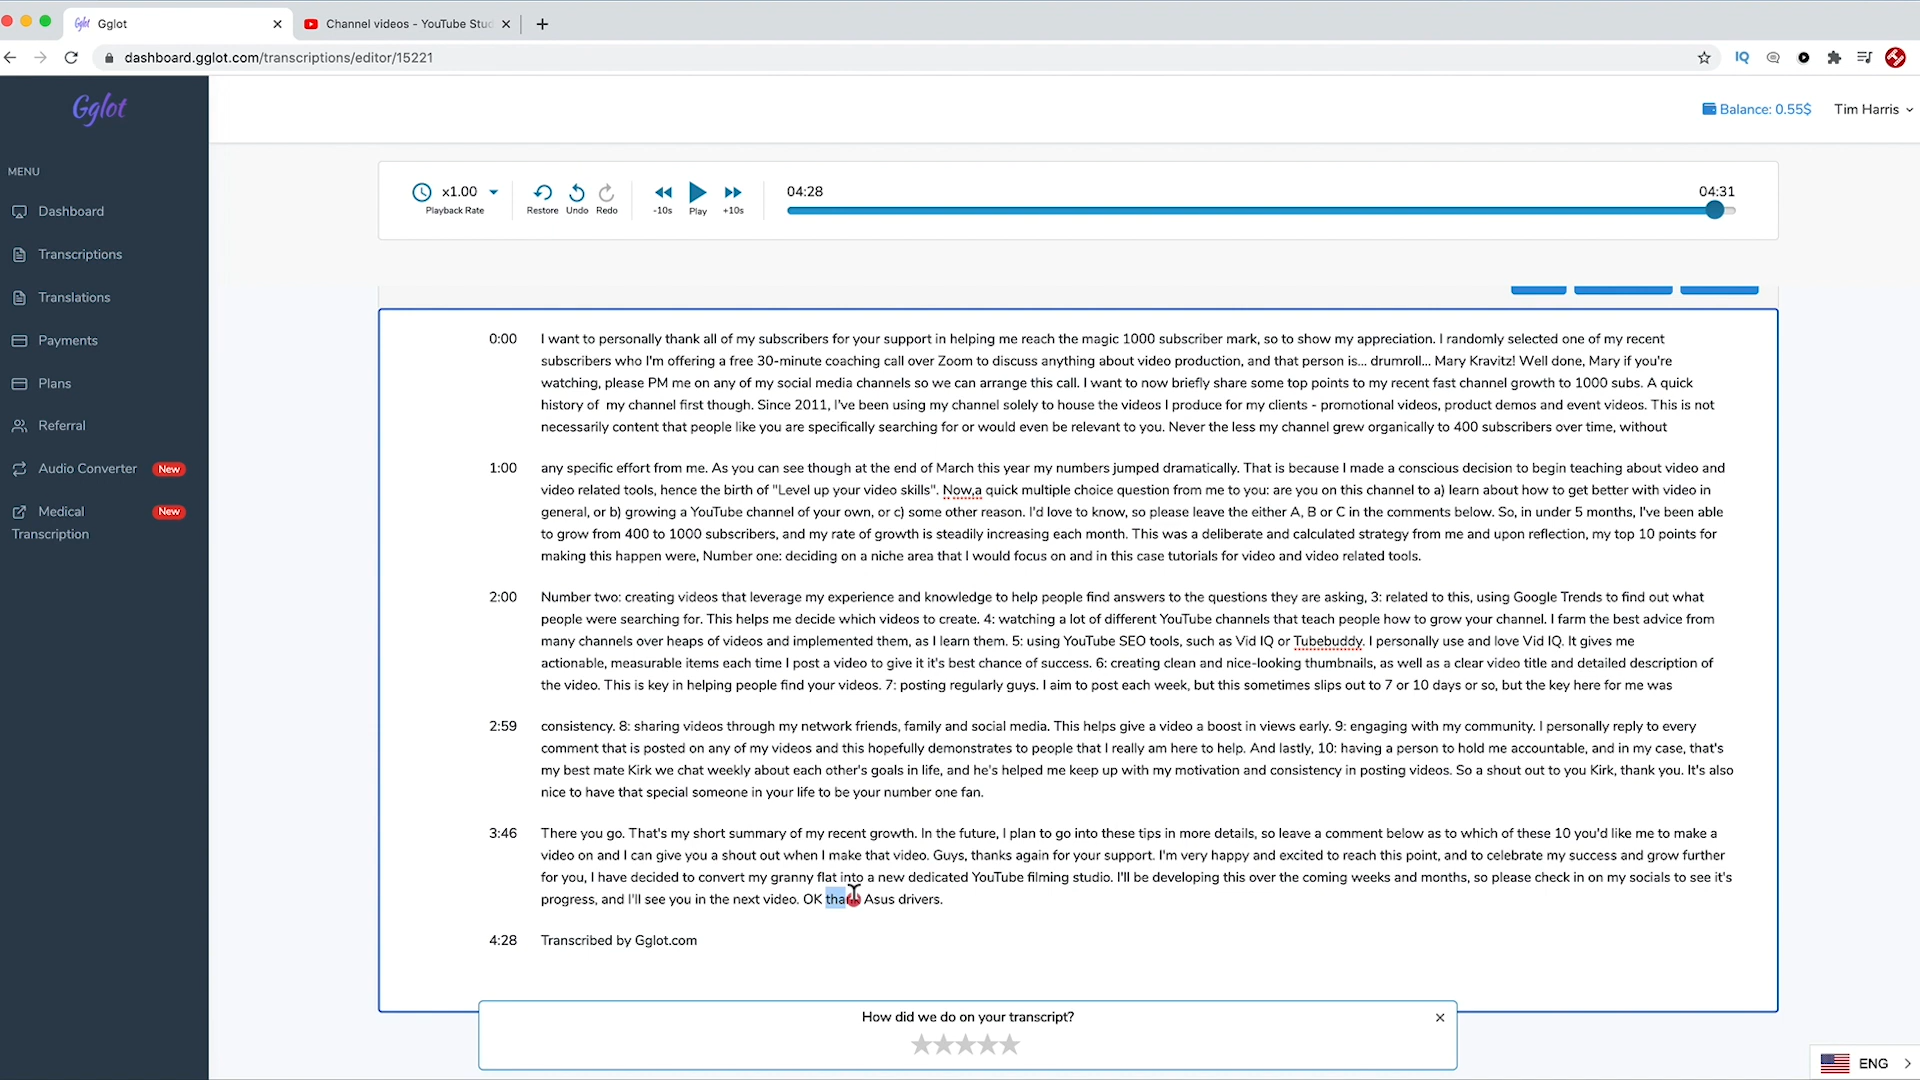 Gglot
Channel videos - YouTube Stud
dashboard.gglot.com/transcriptions/editor/15221
IQ
Gglot
Balance: 0.55$
Tim Harris
MENU
Dashboard
Transcriptions
Translations
Payments
Plans
Referral
Audio Converter New
Medical New
Transcription
x1.00
Playback Rate
Restore Undo Redo
-10s Play +10s
04:28
04:31
0:00 I want to personally thank all of my subscribers for your support in helping me reach the magic 1000 subscriber mark, so to show my appreciation. I randomly selected one of my recent
subscribers who I'm offering a free 30-minute coaching call over Zoom to discuss anything about video production, and that person is... drumroll... Mary Kravitz! Well done, Mary if you're
watching, please PM me on any of my social media channels so we can arrange this call. I want to now briefly share some top points to my recent fast channel growth to 1000 subs. A quick
history of my channel first though. Since 2011, I've been using my channel solely to house the videos I produce for my clients - promotional videos, product demos and event videos. This is not
necessarily content that people like you are specifically searching for or would even be relevant to you. Never the less my channel grew organically to 400 subscribers over time, without
1:00 any specific effort from me. As you can see though at the end of March this year my numbers jumped dramatically. That is because I made a conscious decision to begin teaching about video and
video related tools, hence the birth of "Level up your video skills". Now,a quick multiple choice question from me to you: are you on this channel to a) learn about how to get better with video in
general, or b) growing a YouTube channel of your own, or c) some other reason. I'd love to know, so please leave the either A, B or C in the comments below. So, in under 5 months, I've been able
to grow from 400 to 1000 subscribers, and my rate of growth is steadily increasing each month. This was a deliberate and calculated strategy from me and upon reflection, my top 10 points for
making this happen were, Number one: deciding on a niche area that I would focus on and in this case tutorials for video and video related tools.
2:00 Number two: creating videos that leverage my experience and knowledge to help people find answers to the questions they are asking, 3: related to this, using Google Trends to find out what
people were searching for. This helps me decide which videos to create. 4: watching a lot of different YouTube channels that teach people how to grow your channel. I farm the best advice from
many channels over heaps of videos and implemented them, as I learn them. 5: using YouTube SEO tools, such as Vid IQ or Tubebuddy. I personally use and love Vid IQ. It gives me
actionable, measurable items each time I post a video to give it it's best chance of success. 6: creating clean and nice-looking thumbnails, as well as a clear video title and detailed description of
the video. This is key in helping people find your videos. 7: posting regularly guys. I aim to post each week, but this sometimes slips out to 7 or 10 days or so, but the key here for me was
2:59 consistency. 8: sharing videos through my network friends, family and social media. This helps give a video a boost in views early. 9: engaging with my community. I personally reply to every
comment that is posted on any of my videos and this hopefully demonstrates to people that I really am here to help. And lastly, 10: having a person to hold me accountable, and in my case, that's
my best mate Kirk we chat weekly about each other's goals in life, and he's helped me keep up with my motivation and consistency in posting videos. So a shout out to you Kirk, thank you. It's also
nice to have that special someone in your life to be your number one fan.
3:46 There you go. That's my short summary of my recent growth. In the future, I plan to go into these tips in more details, so leave a comment below as to which of these 10 you'd like me to make a
video on and I can give you a shout out when I make that video. Guys, thanks again for your support. I'm very happy and excited to reach this point, and to celebrate my success and grow further
for you, I have decided to convert my granny flat into a new dedicated YouTube filming studio. I'll be developing this over the coming weeks and months, so please check in on my socials to see it's
progress, and I'll see you in the next video. OK thank Asus drivers.
4:28 Transcribed by Gglot.com
How did we do on your transcript?
ENG